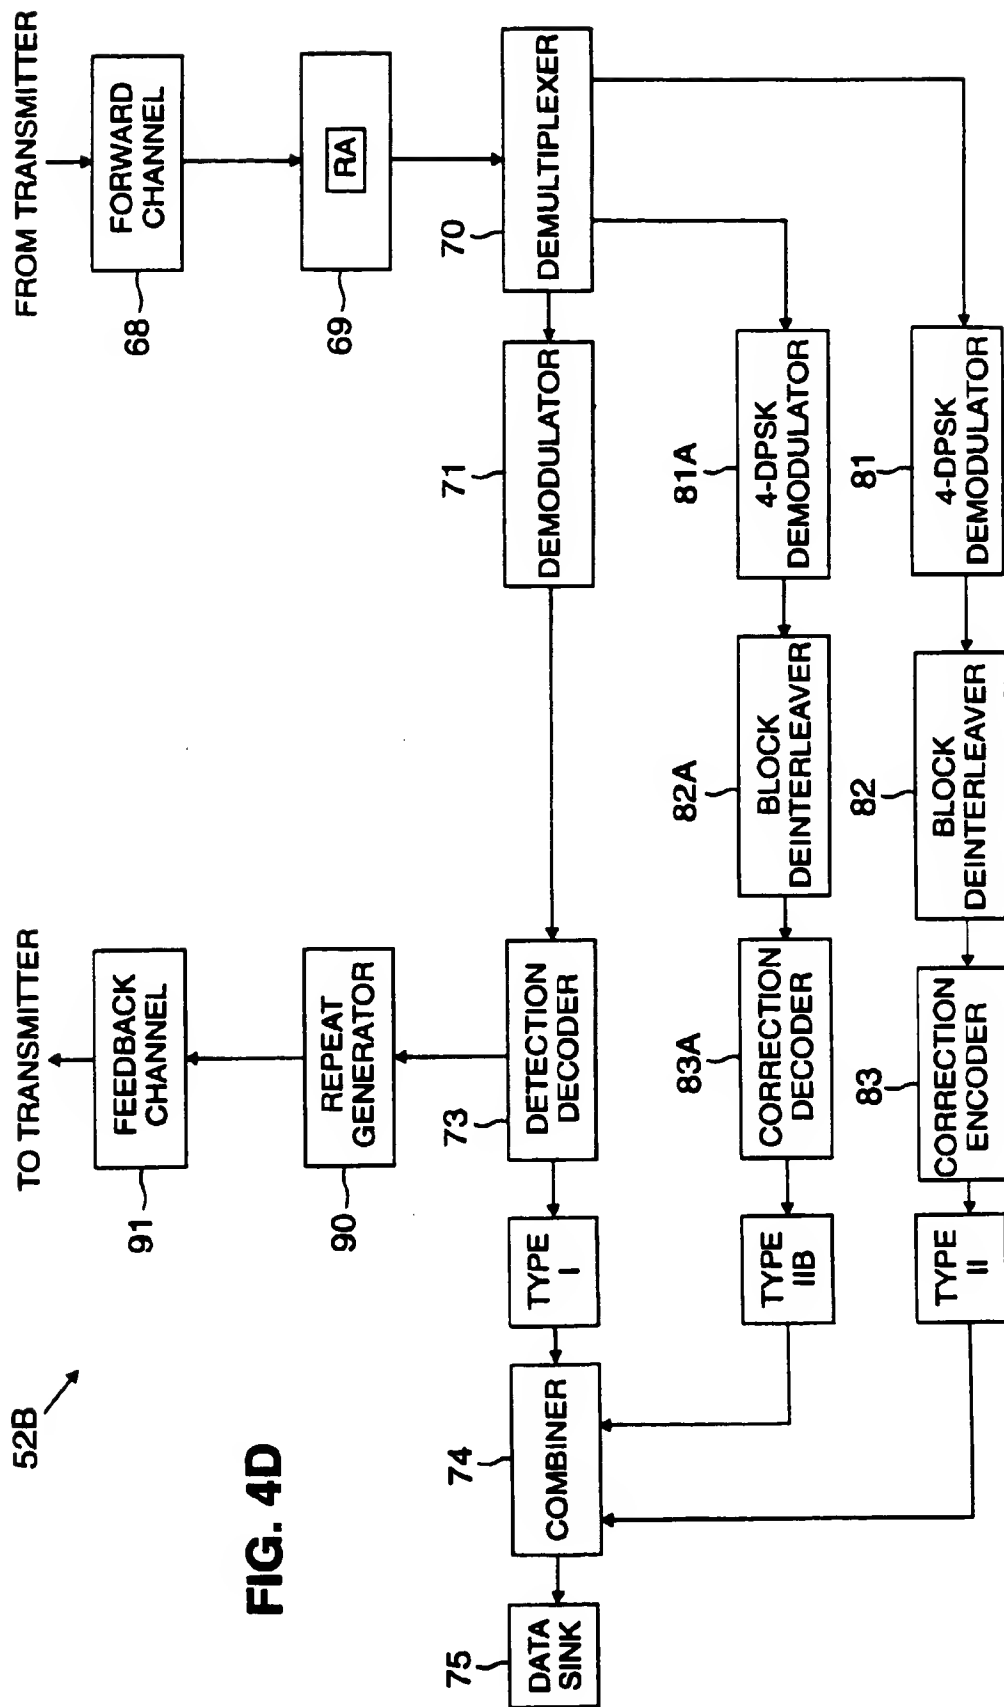 52B
FIG. 4D
TO TRANSMITTER
FROM TRANSMITTER
FEEDBACK
CHANNEL
91
FORWARD
CHANNEL
68
REPEAT
GENERATOR
90
RA
69
75
DATA
SINK
74
COMBINER
TYPE
I
73
DETECTION
DECODER
71
DEMODULATOR
70
DEMULTIPLEXER
TYPE
IIB
83A
CORRECTION
DECODER
82A
BLOCK
DEINTERLEAVER
81A
4-DPSK
DEMODULATOR
TYPE
II
83
CORRECTION
ENCODER
82
BLOCK
DEINTERLEAVER
81
4-DPSK
DEMODULATOR